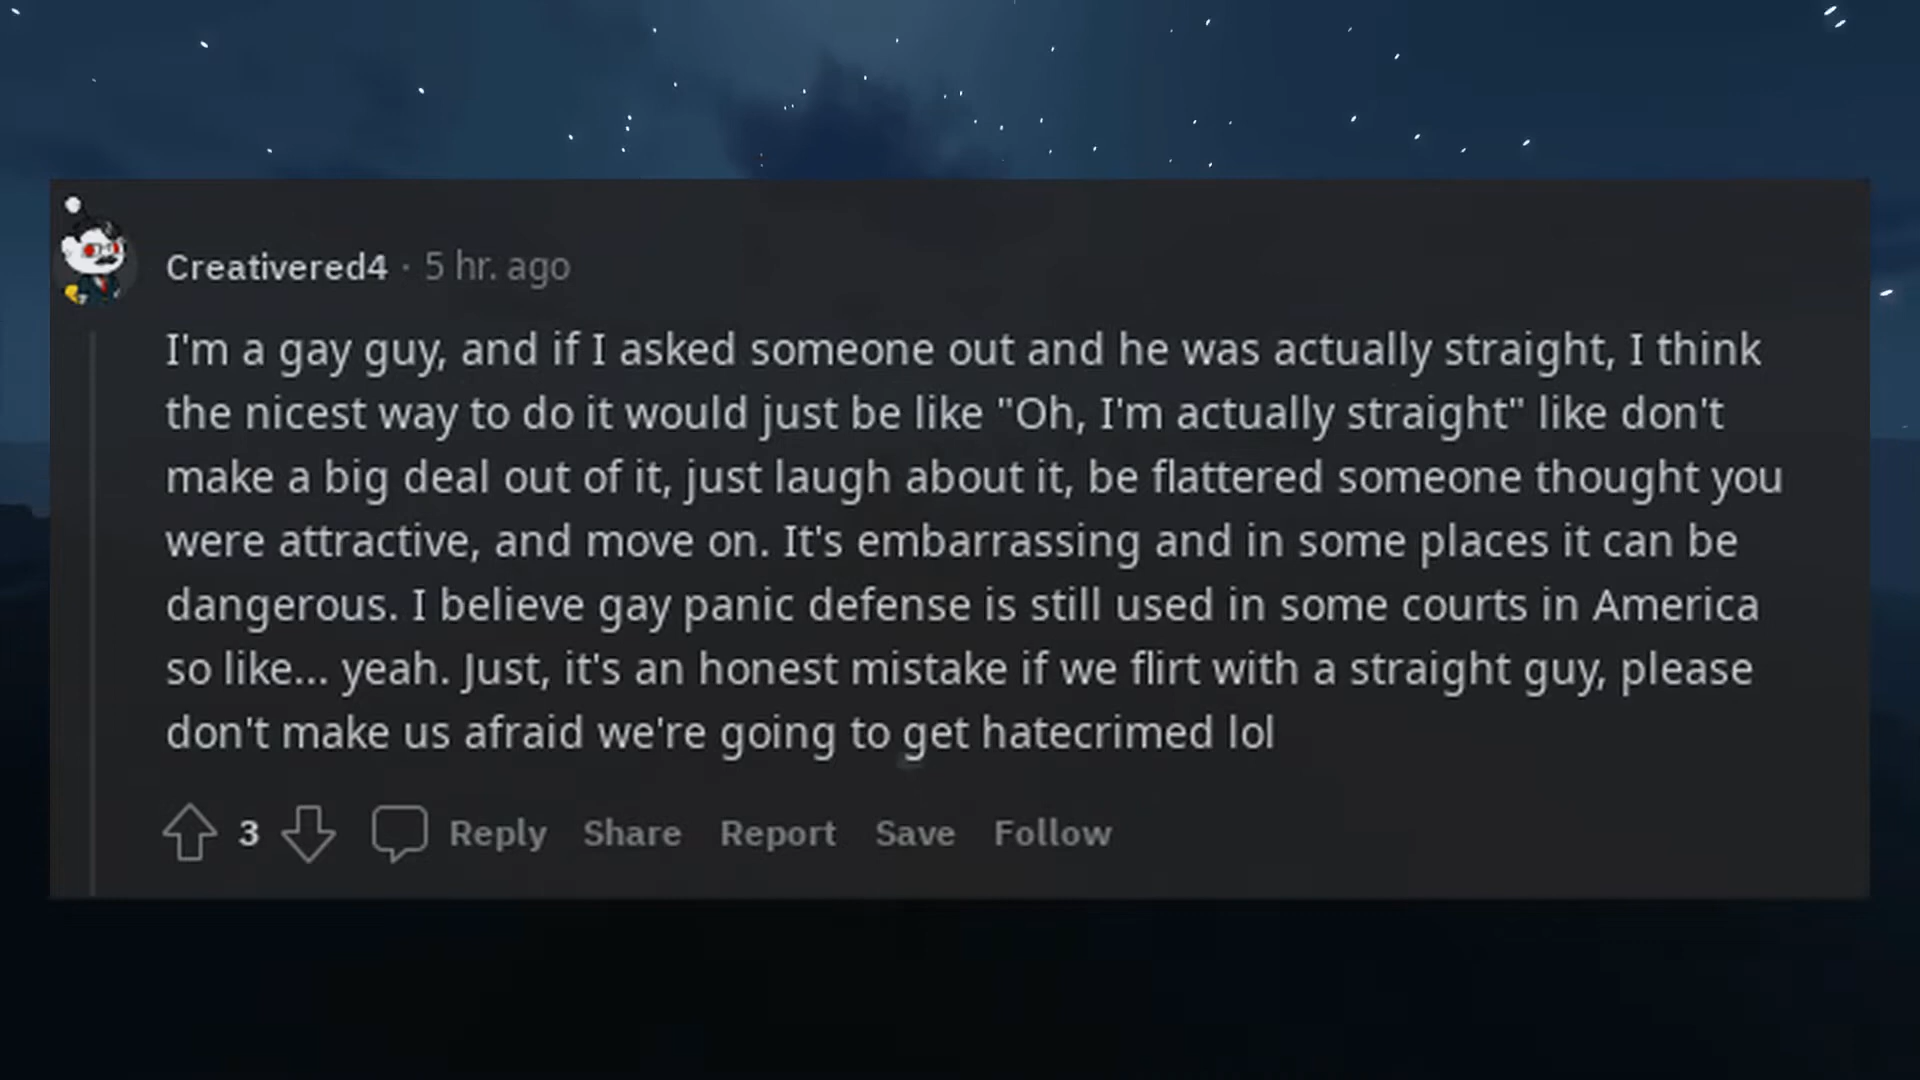 Creativered4 · 5 hr. ago
I'm a gay guy, and if I asked someone out and he was actually straight, I think
the nicest way to do it would just be like "Oh, I'm actually straight" like don't
make a big deal out of it, just laugh about it, be flattered someone thought you
were attractive, and move on. It's embarrassing and in some places it can be
dangerous. I believe gay panic defense is still used in some courts in America
so like... yeah. Just, it's an honest mistake if we flirt with a straight guy, please
don't make us afraid we're going to get hatecrimed lol
3 Reply Share Report Save Follow